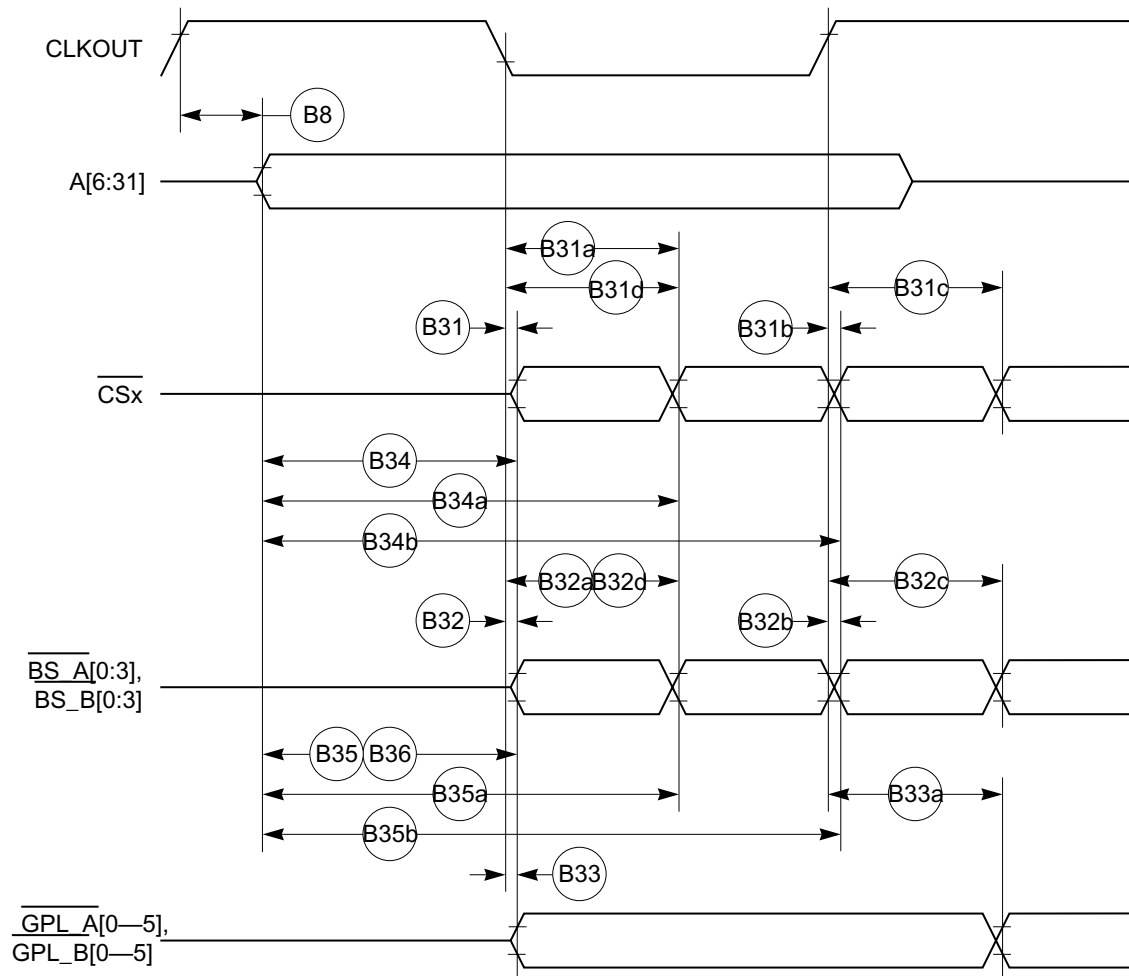 CLKOUT
B8
A[6:31]
B31a
B31d
B31c
B31
B31b
CSx
B34
B34a
B34b
B32a B32d
B32c
B32
B32b
BS_A[0:3],
BS_B[0:3]
B35 B36
B35a
B33a
B35b
B33
GPL_A[0—5],
GPL_B[0—5]